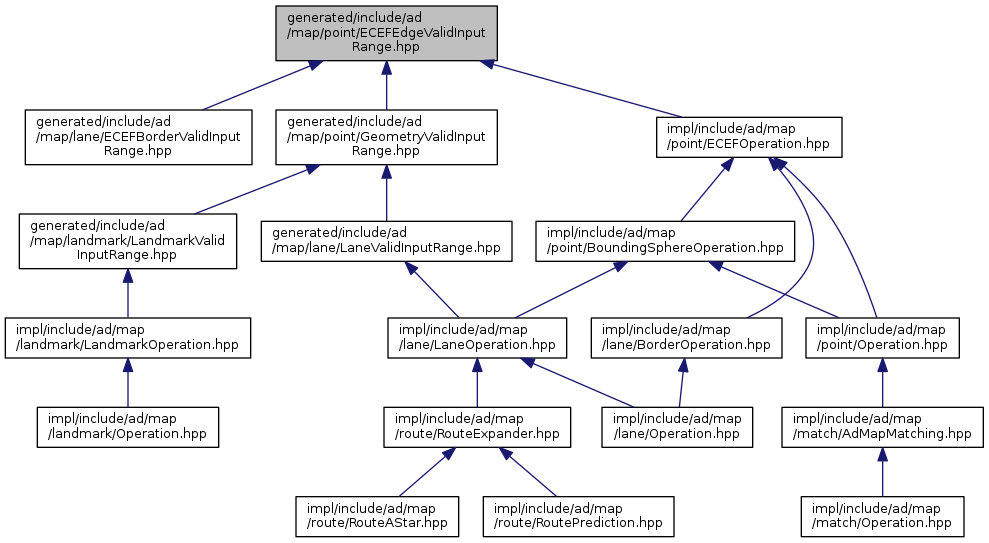 generated/include/ad
/map/point/ECEFEdgeValidInput
Range.hpp
generated/include/ad
/map/lane/ECEFBorderValidInput
Range.hpp
generated/include/ad
/map/point/GeometryValidInput
Range.hpp
impl/include/ad/map
/point/ECEFOperation.hpp
generated/include/ad
/map/landmark/LandmarkValid
InputRange.hpp
generated/include/ad
/map/lane/LaneValidInputRange.hpp
impl/include/ad/map
/point/BoundingSphereOperation.hpp
impl/include/ad/map
/landmark/LandmarkOperation.hpp
impl/include/ad/map
/lane/LaneOperation.hpp
impl/include/ad/map
/lane/BorderOperation.hpp
impl/include/ad/map
/point/Operation.hpp
impl/include/ad/map
/landmark/Operation.hpp
impl/include/ad/map
/route/RouteExpander.hpp
impl/include/ad/map
/lane/Operation.hpp
impl/include/ad/map
/match/AdMapMatching.hpp
impl/include/ad/map
/route/RouteAStar.hpp
impl/include/ad/map
/route/RoutePrediction.hpp
impl/include/ad/map
/match/Operation.hpp